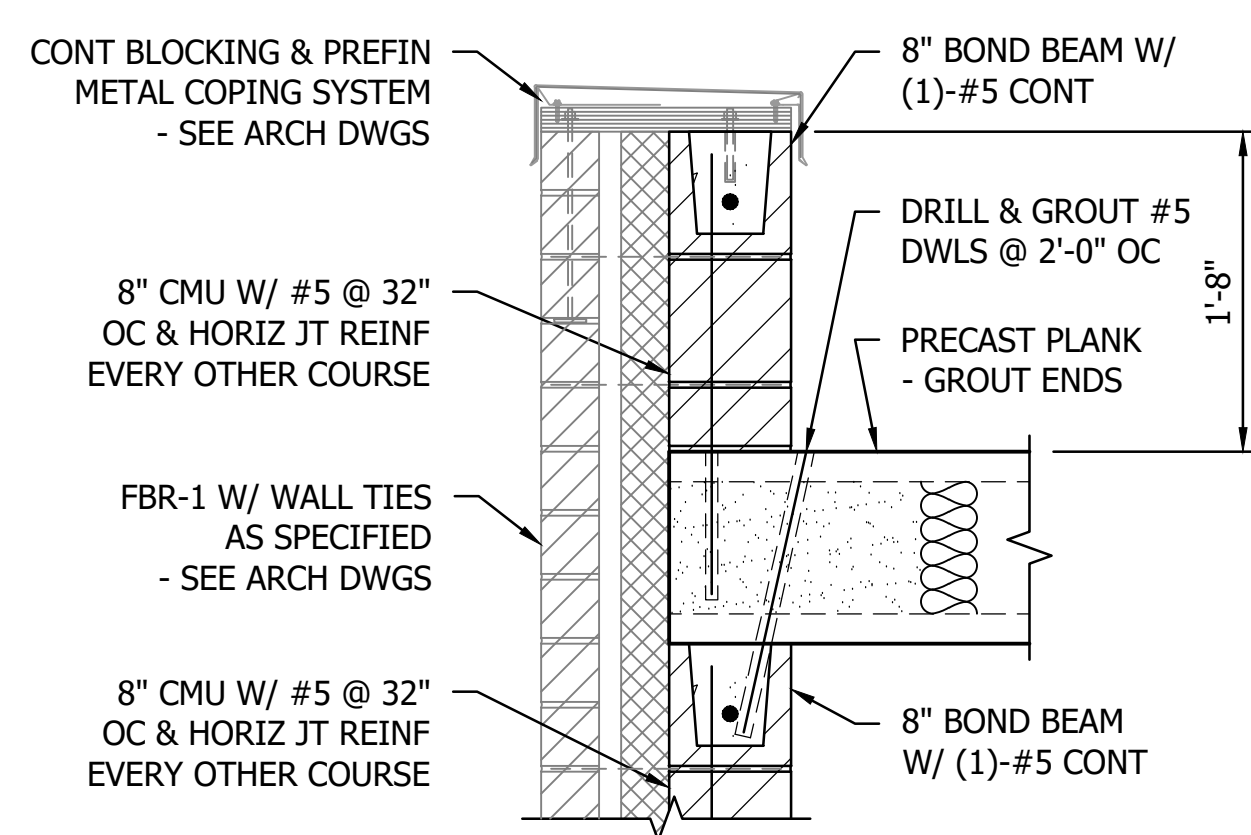 CONT BLOCKING & PREFIN
METAL COPING SYSTEM
- SEE ARCH DWGS
8" CMU W/ #5 @ 32"
OC & HORIZ JT REINF
EVERY OTHER COURSE
FBR-1 W/ WALL TIES
AS SPECIFIED
- SEE ARCH DWGS
8" CMU W/ #5 @ 32"
OC & HORIZ JT REINF
EVERY OTHER COURSE
8" BOND BEAM W/
(1)-#5 CONT
DRILL & GROUT #5
DWLS @ 2'-0" OC
PRECAST PLANK
- GROUT ENDS
1'-8"
8" BOND BEAM
W/ (1)-#5 CONT